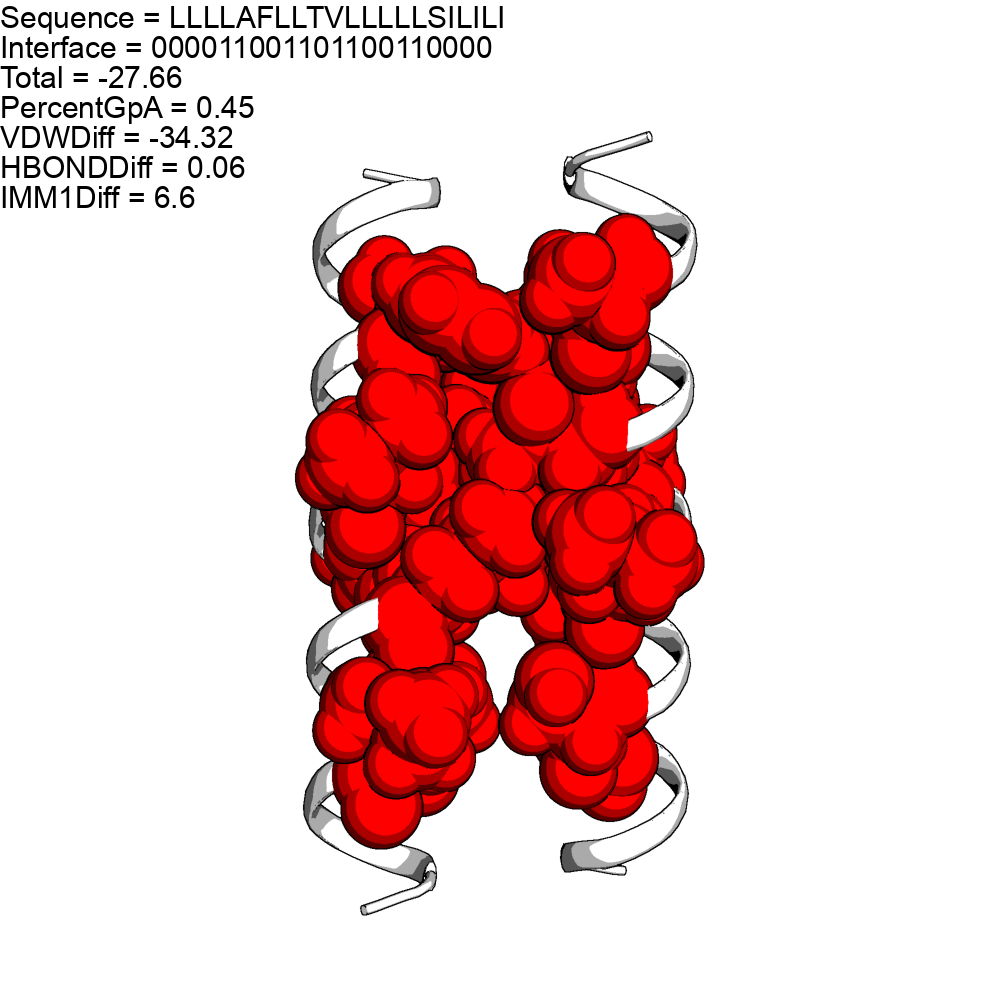 Sequence = LLLLAFLLTVLLLLLSILILI
Interface = 000011001101100110000
Total = -27.66
PercentGpA = 0.45
VDWDiff = -34.32
HBONDDiff = 0.06
IMM1Diff = 6.6